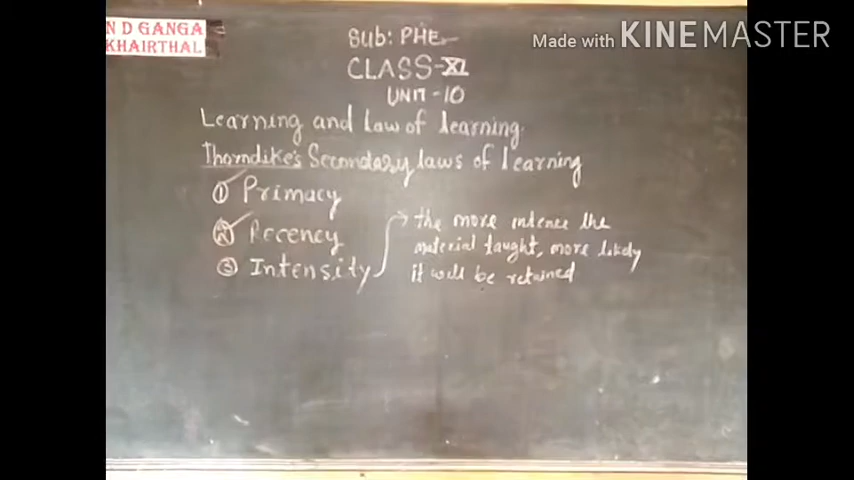 N D GANGA
KHAIRTHAL
Made with KINEMASTER
Sub: PHE
CLASS-XI
UNIT-10
Learning and Law of learning.
Thorndike's Secondary laws of learning
① Primacy
② Recency
③ Intensity → the more intence the
material taught, more likely
it will be retained